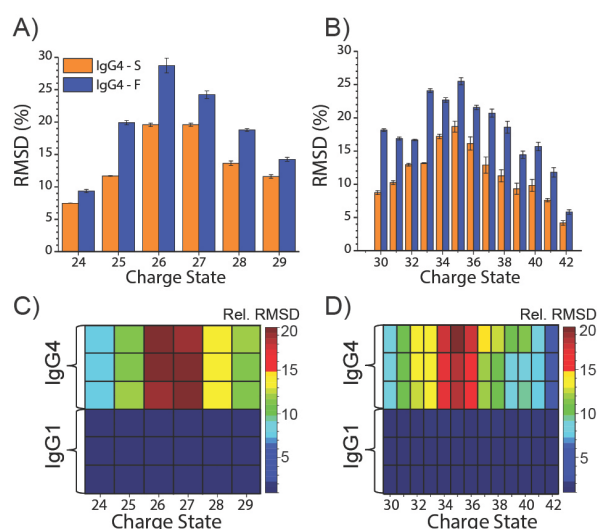 A)
RMSD (%)
30
25
20
15
10
5
0
IgG4 - S
IgG4 - F
24
25
26
27
28
29
Charge State
B)
RMSD (%)
30
25
20
15
10
5
0
30
32
34
36
38
40
42
Charge State
C)
Rel. RMSD
IgG4
IgG1
20
15
10
5
24
25
26
27
28
29
Charge State
D)
Rel. RMSD
IgG4
IgG1
20
15
10
5
30
32
34
36
38
40
42
Charge State